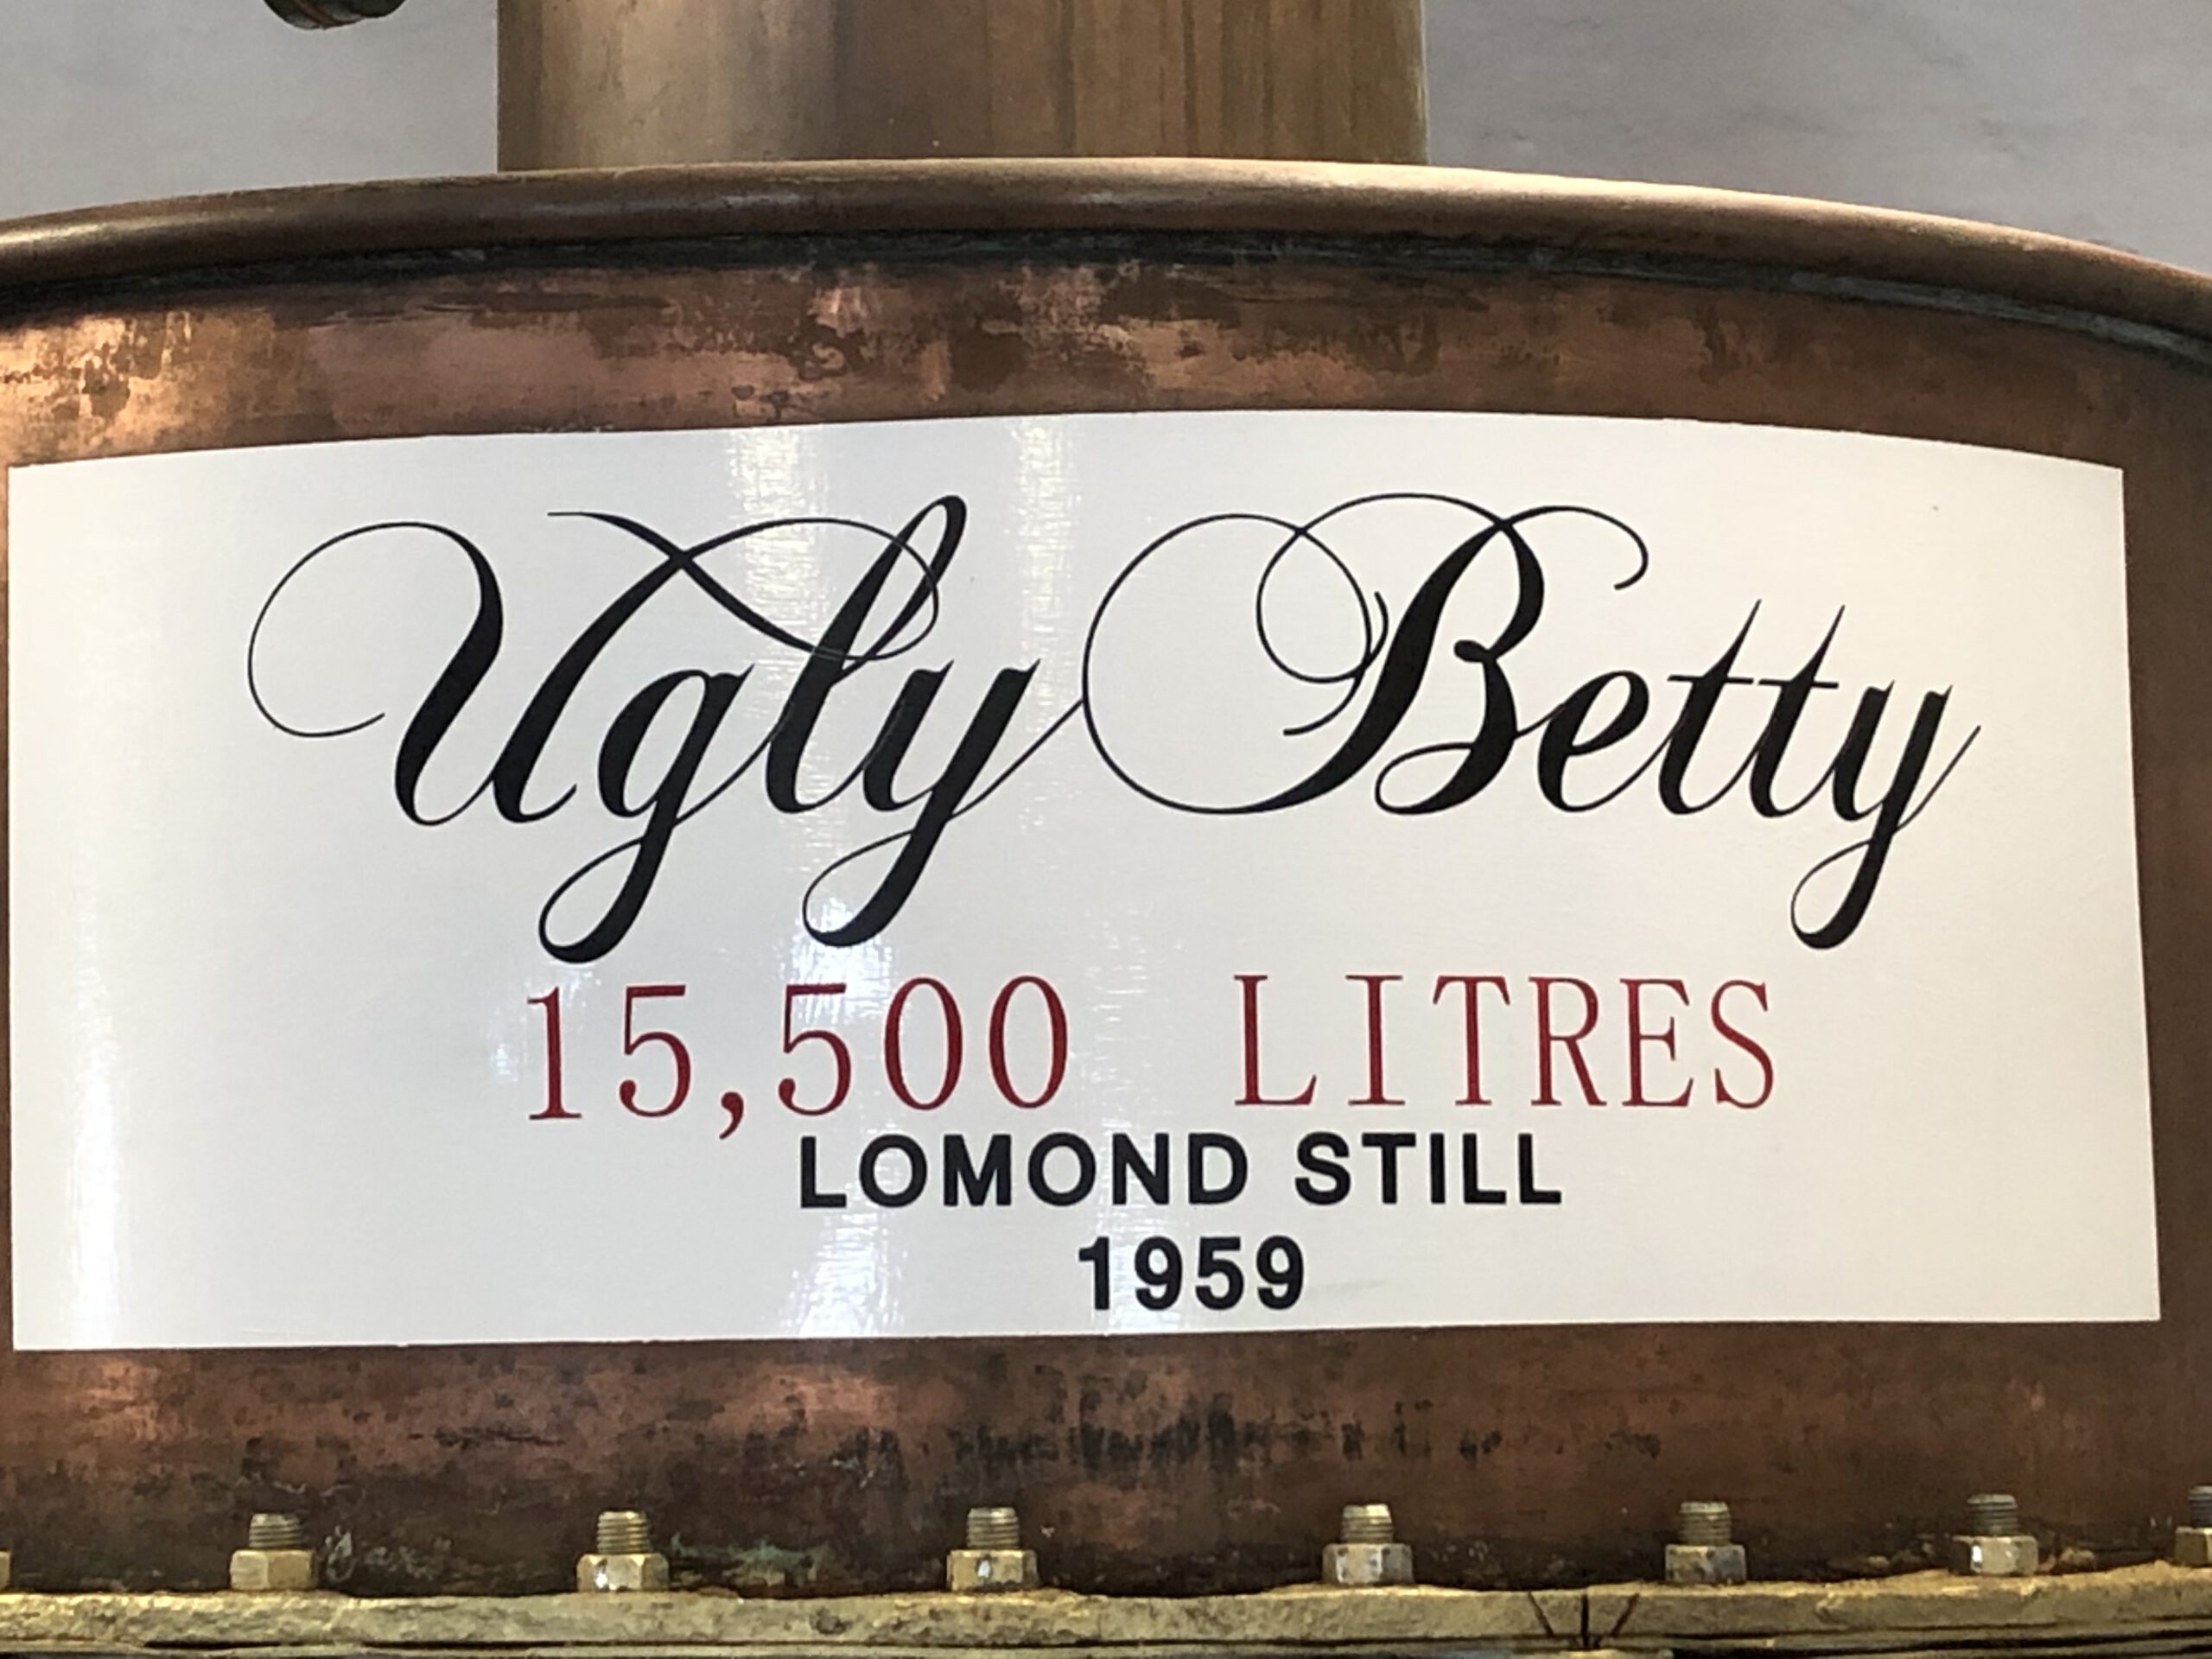 Ugly Betty
15,500 LITRES
LOMOND STILL
1959